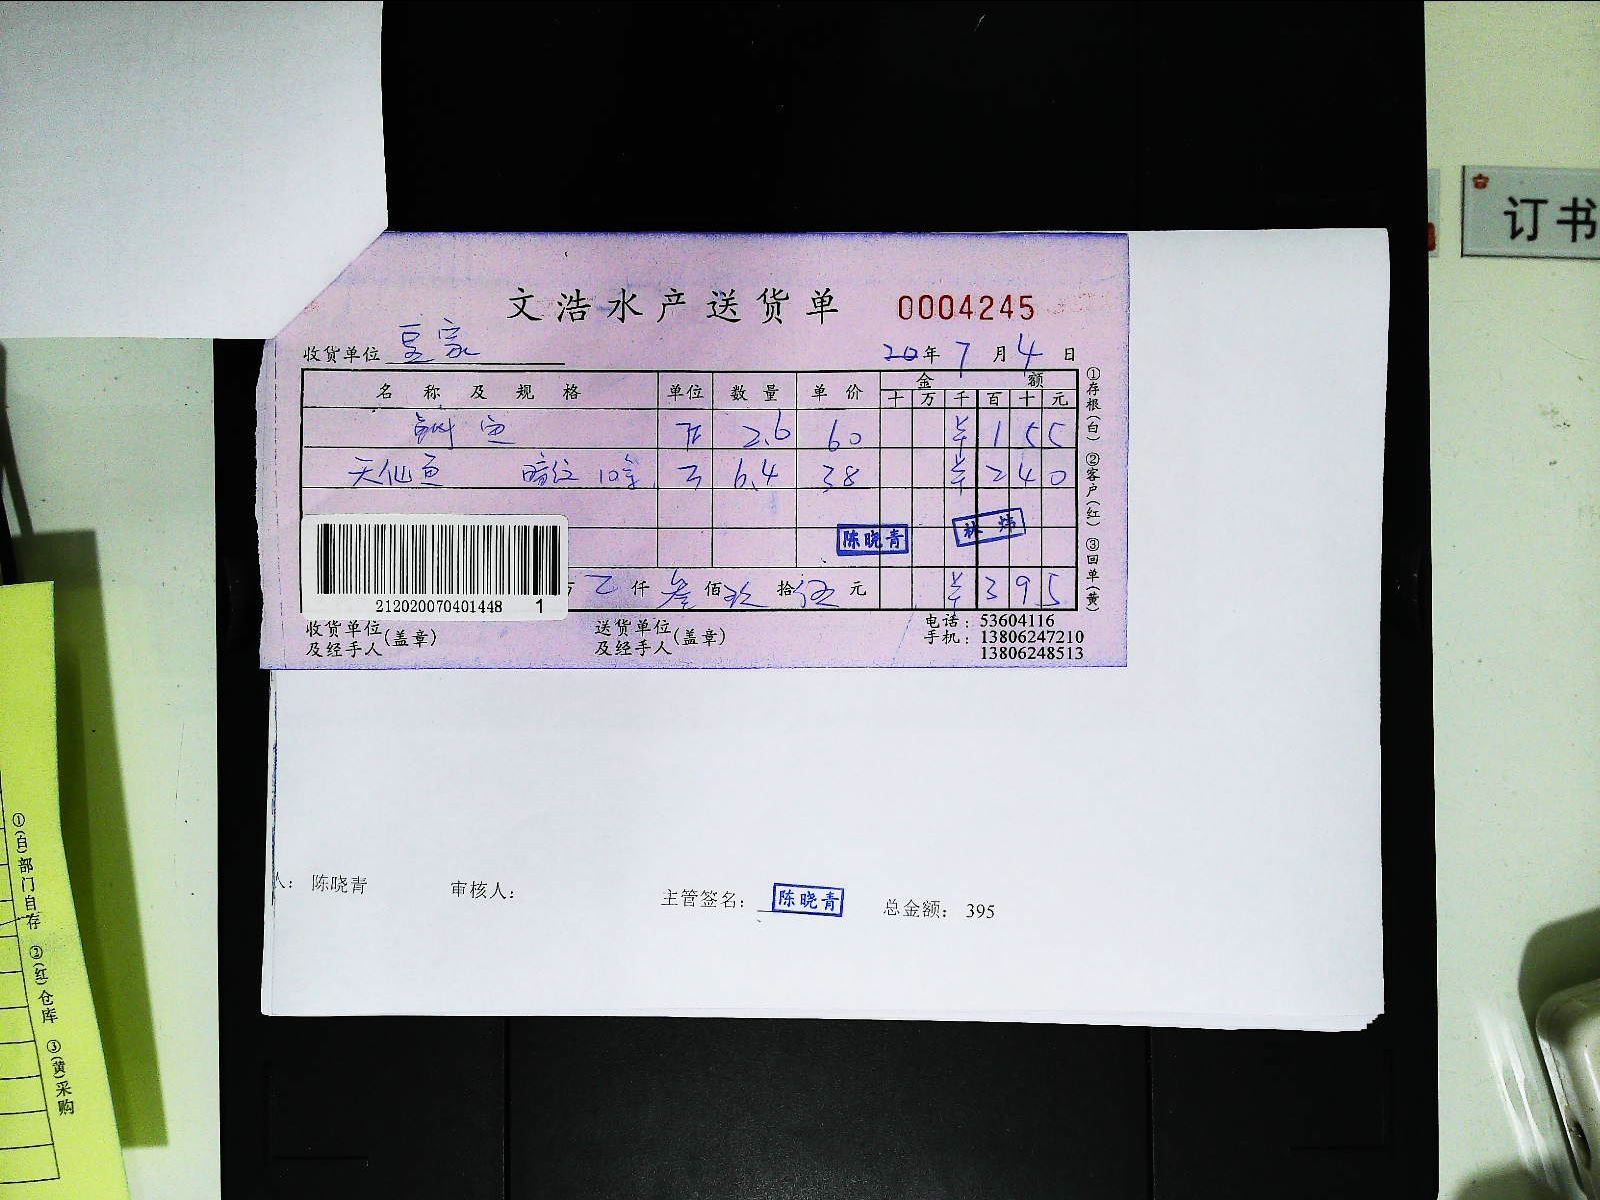 订书
文浩水产送货单 0004245
收货单位 20年7月4日
名称及规格 单位 数量 单价 金额
十 万 千 百 十 元
鱼 2.6 60 ¥ 1 5 5
天仙鱼 10 6.4 38 ¥ 2 4 0
陈晓青 林炜
乙仟叁佰玖拾伍元 ¥ 3 9 5
212020070401448 1
收货单位及经手人(盖章) 送货单位及经手人(盖章)
电话:53604116
手机:13806247210
13806248513
①存根(白) ②客户(红) ③回单(黄)
人: 陈晓青 审核人: 主管签名: 陈晓青 总金额: 395
①(白)部门自存 ②(红)仓库 ③(黄)采购